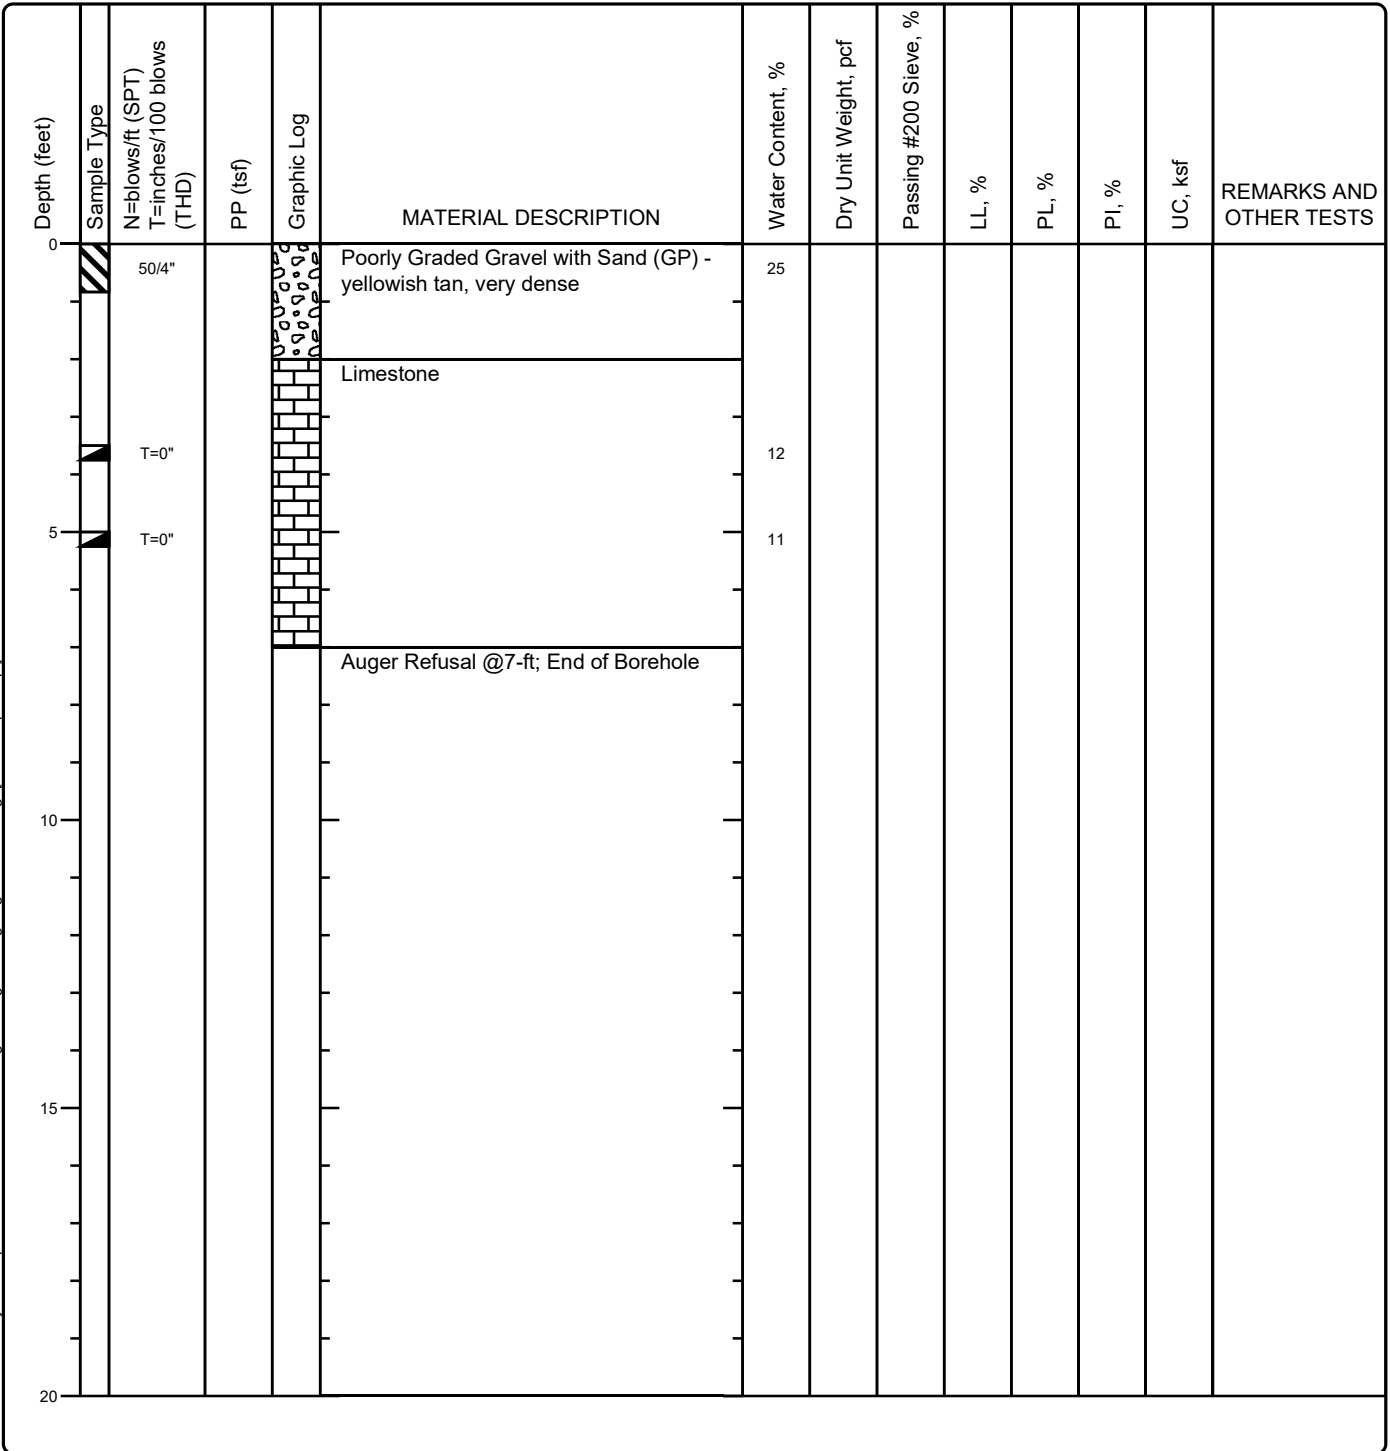 Depth (feet)
Sample Type
N=blows/ft (SPT)
T=inches/100 blows
(THD)
PP (tsf)
Graphic Log
MATERIAL DESCRIPTION
Water Content, %
Dry Unit Weight, pcf
Passing #200 Sieve, %
LL, %
PL, %
PI, %
UC, ksf
REMARKS AND
OTHER TESTS
0
50/4"
Poorly Graded Gravel with Sand (GP) -
yellowish tan, very dense
25
Limestone
T=0"
12
5
T=0"
11
Auger Refusal @7-ft; End of Borehole
10
15
20